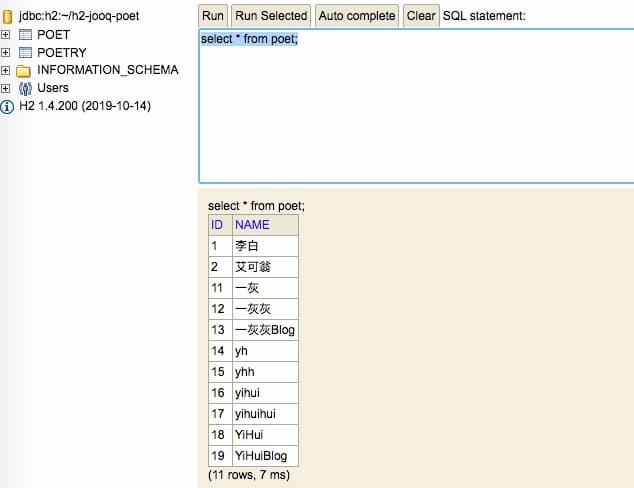 jdbc:h2:~/h2-jooq-poet
POET
POETRY
INFORMATION_SCHEMA
Users
H2 1.4.200 (2019-10-14)
Run Run Selected Auto complete Clear SQL statement:
select * from poet;
select * from poet;
ID NAME
1 李白
2 艾可翁
11 一灰
12 一灰灰
13 一灰灰Blog
14 yh
15 yhh
16 yihui
17 yihuihui
18 YiHui
19 YiHuiBlog
(11 rows, 7 ms)